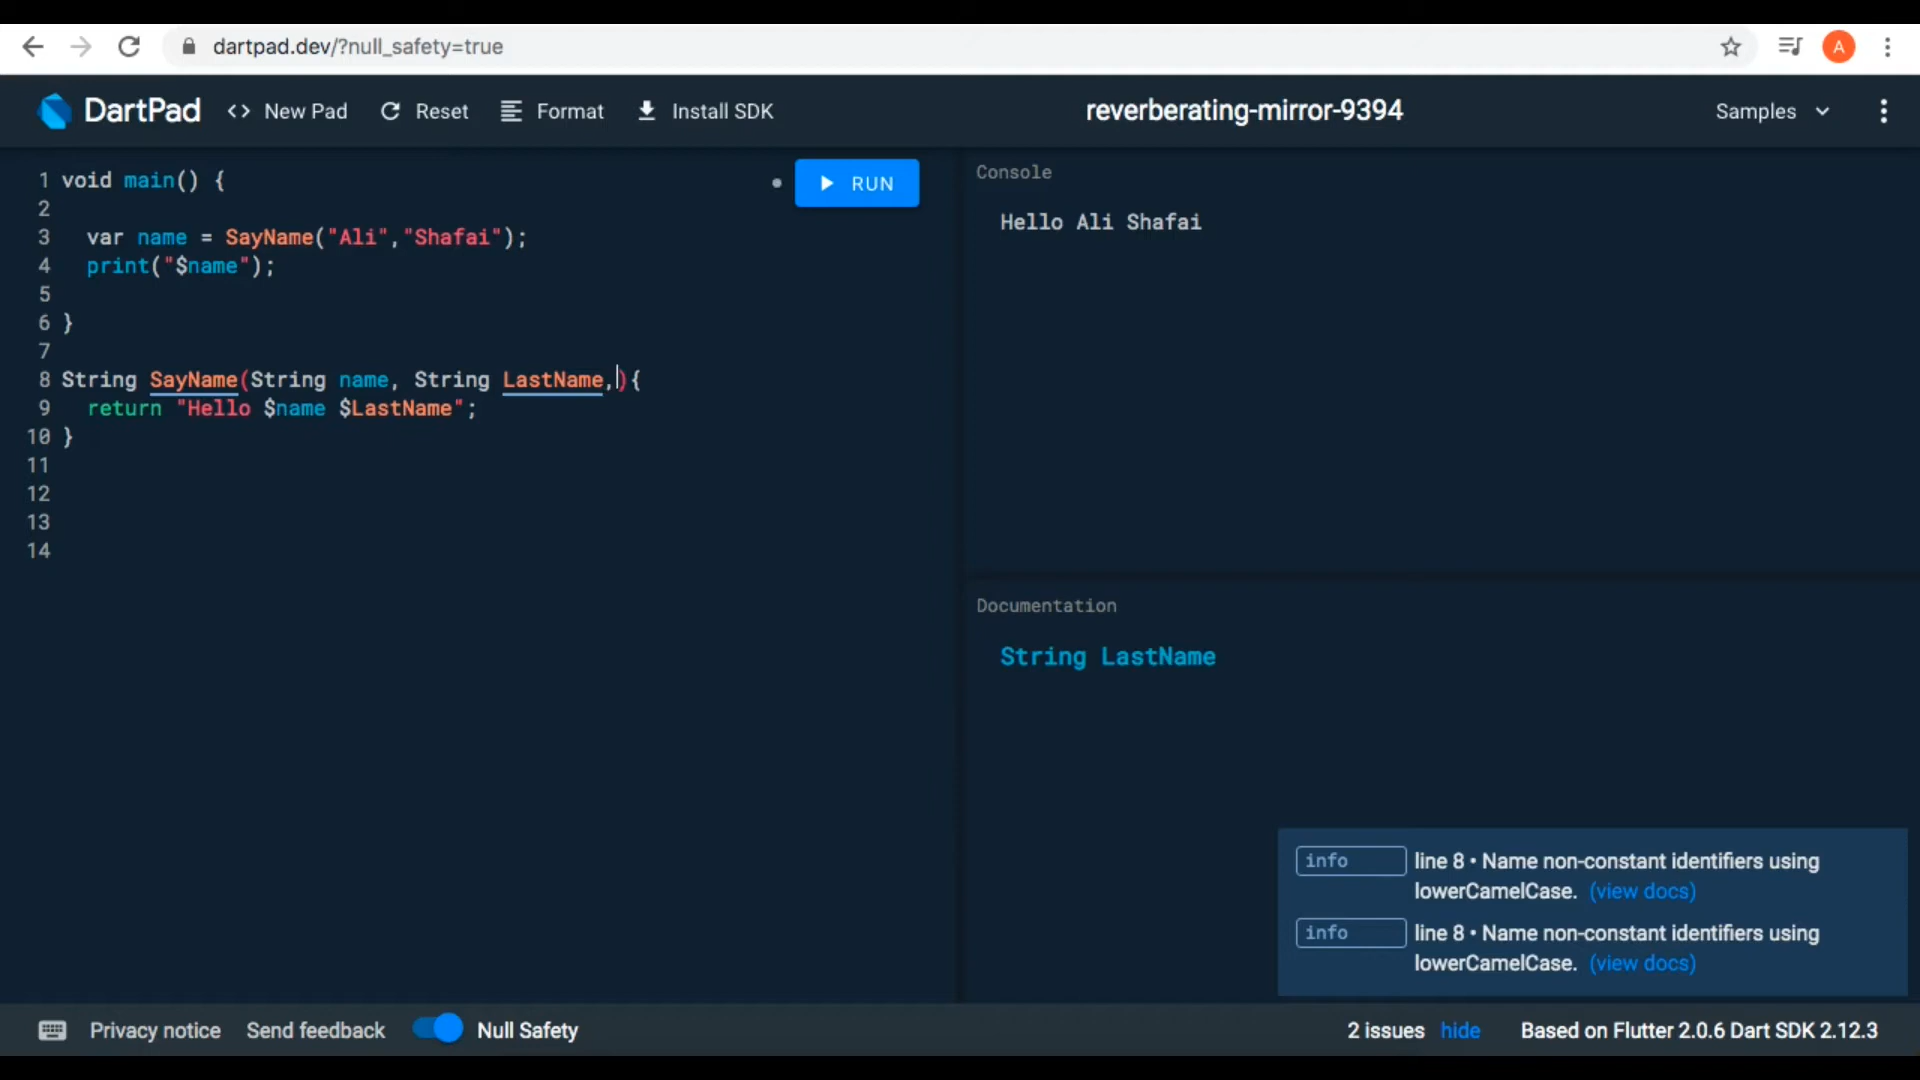 dartpad.dev/?null_safety=true
A
DartPad
<> New Pad
Reset
Format
Install SDK
reverberating-mirror-9394
Samples
1 void main() {
2
3   var name = SayName("Ali","Shafai");
4   print("$name");
5
6 }
7
8 String SayName(String name, String LastName,){
9   return "Hello $name $LastName";
10 }
11
12
13
14
RUN
Console
Hello Ali Shafai
Documentation
String LastName
info line 8 • Name non-constant identifiers using
lowerCamelCase. (view docs)
info line 8 • Name non-constant identifiers using
lowerCamelCase. (view docs)
Privacy notice
Send feedback
Null Safety
2 issues hide
Based on Flutter 2.0.6 Dart SDK 2.12.3